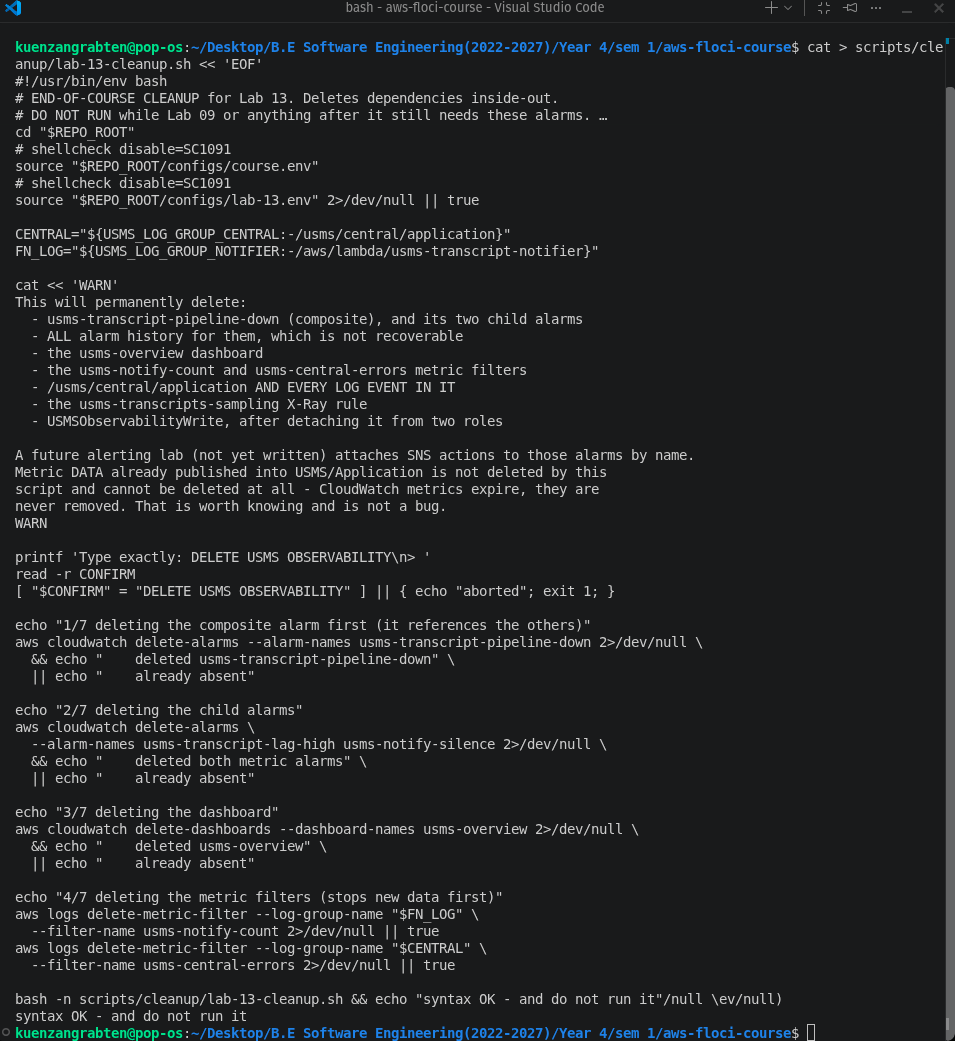 bash - aws-floci-course - Visual Studio Code
kuenzangrabten@pop-os:~/Desktop/B.E Software Engineering(2022-2027)/Year 4/sem 1/aws-floci-course$ cat > scripts/cle
anup/lab-13-cleanup.sh << 'EOF'
#!/usr/bin/env bash
# END-OF-COURSE CLEANUP for Lab 13. Deletes dependencies inside-out.
# DO NOT RUN while Lab 09 or anything after it still needs these alarms. …
cd "$REPO_ROOT"
# shellcheck disable=SC1091
source "$REPO_ROOT/configs/course.env"
# shellcheck disable=SC1091
source "$REPO_ROOT/configs/lab-13.env" 2>/dev/null || true

CENTRAL="${USMS_LOG_GROUP_CENTRAL:-/usms/central/application}"
FN_LOG="${USMS_LOG_GROUP_NOTIFIER:-/aws/lambda/usms-transcript-notifier}"

cat << 'WARN'
This will permanently delete:
  - usms-transcript-pipeline-down (composite), and its two child alarms
  - ALL alarm history for them, which is not recoverable
  - the usms-overview dashboard
  - the usms-notify-count and usms-central-errors metric filters
  - /usms/central/application AND EVERY LOG EVENT IN IT
  - the usms-transcripts-sampling X-Ray rule
  - USMSObservabilityWrite, after detaching it from two roles

A future alerting lab (not yet written) attaches SNS actions to those alarms by name.
Metric DATA already published into USMS/Application is not deleted by this
script and cannot be deleted at all - CloudWatch metrics expire, they are
never removed. That is worth knowing and is not a bug.
WARN

printf 'Type exactly: DELETE USMS OBSERVABILITY\n> '
read -r CONFIRM
[ "$CONFIRM" = "DELETE USMS OBSERVABILITY" ] || { echo "aborted"; exit 1; }

echo "1/7 deleting the composite alarm first (it references the others)"
aws cloudwatch delete-alarms --alarm-names usms-transcript-pipeline-down 2>/dev/null \
  && echo "    deleted usms-transcript-pipeline-down" \
  || echo "    already absent"

echo "2/7 deleting the child alarms"
aws cloudwatch delete-alarms \
  --alarm-names usms-transcript-lag-high usms-notify-silence 2>/dev/null \
  && echo "    deleted both metric alarms" \
  || echo "    already absent"

echo "3/7 deleting the dashboard"
aws cloudwatch delete-dashboards --dashboard-names usms-overview 2>/dev/null \
  && echo "    deleted usms-overview" \
  || echo "    already absent"

echo "4/7 deleting the metric filters (stops new data first)"
aws logs delete-metric-filter --log-group-name "$FN_LOG" \
  --filter-name usms-notify-count 2>/dev/null || true
aws logs delete-metric-filter --log-group-name "$CENTRAL" \
  --filter-name usms-central-errors 2>/dev/null || true

bash -n scripts/cleanup/lab-13-cleanup.sh && echo "syntax OK - and do not run it"/null \ev/null)
syntax OK - and do not run it
kuenzangrabten@pop-os:~/Desktop/B.E Software Engineering(2022-2027)/Year 4/sem 1/aws-floci-course$